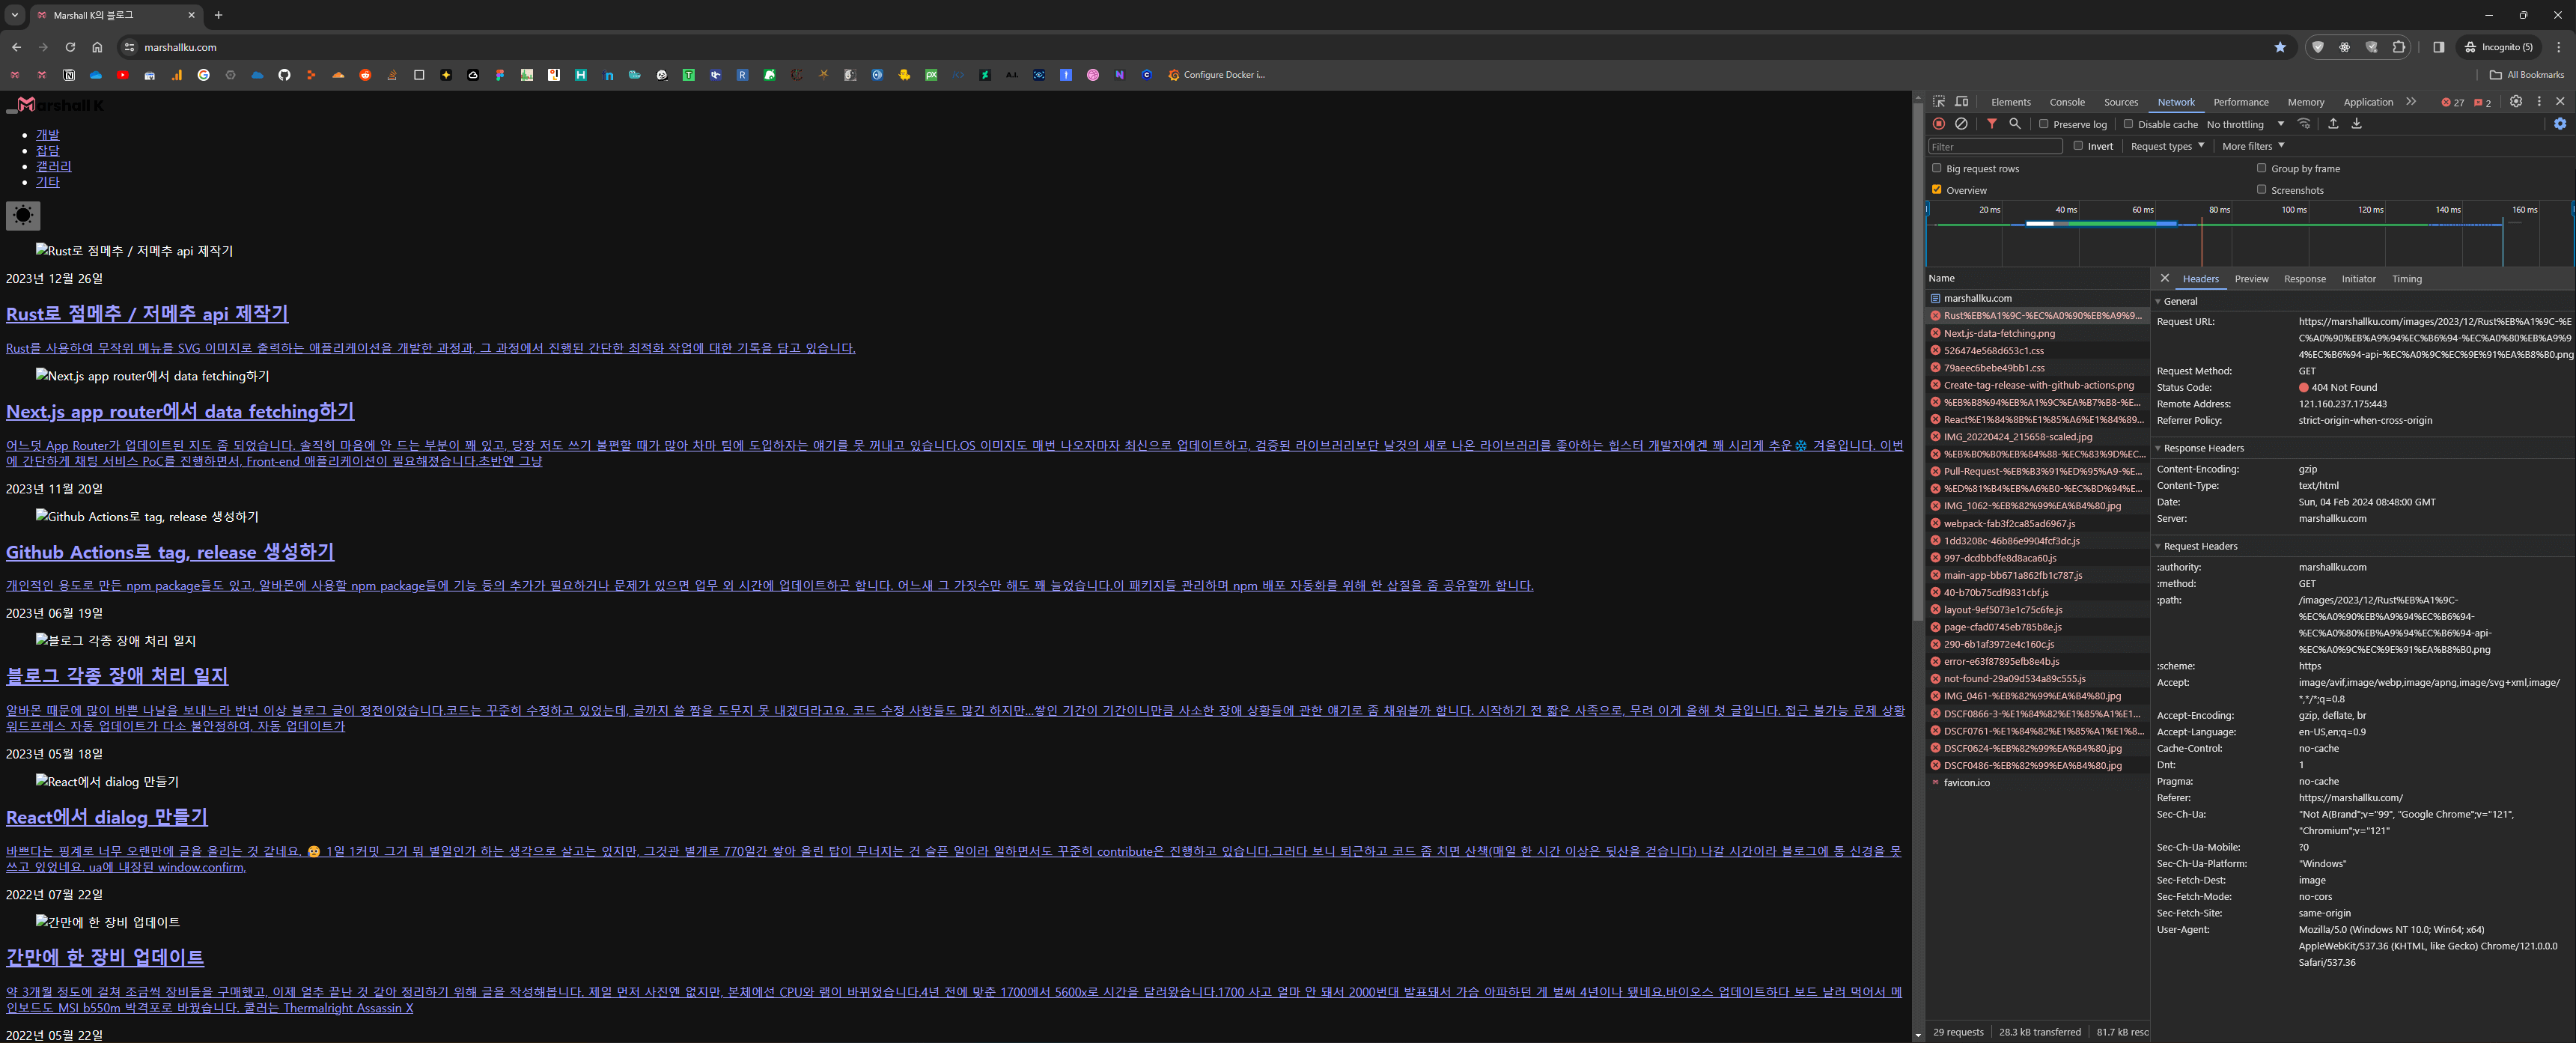 Marshall K의 블로그
marshallku.com
Incognito (5)
Configure Docker i...
All Bookmarks
Marshall K
개발
잡담
갤러리
기타
Rust로 점메추 / 저메추 api 제작기
2023년 12월 26일
Rust로 점메추 / 저메추 api 제작기
Rust를 사용하여 무작위 메뉴를 SVG 이미지로 출력하는 애플리케이션을 개발한 과정과, 그 과정에서 진행된 간단한 최적화 작업에 대한 기록을 담고 있습니다.
Next.js app router에서 data fetching하기
Next.js app router에서 data fetching하기
어느덧 App Router가 업데이트된 지도 좀 되었습니다. 솔직히 마음에 안 드는 부분이 꽤 있고, 당장 저도 쓰기 불편할 때가 많아 차마 팀에 도입하자는 얘기를 못 꺼내고 있습니다.OS 이미지도 매번 나오자마자 최신으로 업데이트하고, 검증된 라이브러리보단 날것의 새로 나온 라이브러리를 좋아하는 힙스터 개발자에겐 꽤 시리게 추운❄️ 겨울입니다. 이번
에 간단하게 채팅 서비스 PoC를 진행하면서, Front-end 애플리케이션이 필요해졌습니다.초반엔 그냥
2023년 11월 20일
Github Actions로 tag, release 생성하기
Github Actions로 tag, release 생성하기
개인적인 용도로 만든 npm package들도 있고, 알바몬에 사용할 npm package들에 기능 등의 추가가 필요하거나 문제가 있으면 업무 외 시간에 업데이트하곤 합니다. 어느새 그 가짓수만 해도 꽤 늘었습니다.이 패키지들 관리하며 npm 배포 자동화를 위해 한 삽질을 좀 공유할까 합니다.
2023년 06월 19일
블로그 각종 장애 처리 일지
블로그 각종 장애 처리 일지
알바몬 때문에 많이 바쁜 나날을 보내느라 반년 이상 블로그 글이 정전이었습니다.코드는 꾸준히 수정하고 있었는데, 글까지 쓸 짬을 도무지 못 내겠더라고요. 코드 수정 사항들도 많긴 하지만...쌓인 기간이 기간이니만큼 사소한 장애 상황들에 관한 얘기로 좀 채워볼까 합니다. 시작하기 전 짧은 사족으로, 무려 이게 올해 첫 글입니다. 접근 불가능 문제 상황
워드프레스 자동 업데이트가 다소 불안정하여, 자동 업데이트가
2023년 05월 18일
React에서 dialog 만들기
React에서 dialog 만들기
바쁘다는 핑계로 너무 오랜만에 글을 올리는 것 같네요. 🥲 1일 1커밋 그거 뭐 별일인가 하는 생각으로 살고는 있지만, 그것관 별개로 770일간 쌓아 올린 탑이 무너지는 건 슬픈 일이라 일하면서도 꾸준히 contribute은 진행하고 있습니다.그러다 보니 퇴근하고 코드 좀 치면 산책(매일 한 시간 이상은 뒷산을 걷습니다) 나갈 시간이라 블로그에 통 신경을 못
쓰고 있었네요. ua에 내장된 window.confirm,
2022년 07월 22일
간만에 한 장비 업데이트
간만에 한 장비 업데이트
약 3개월 정도에 걸쳐 조금씩 장비들을 구매했고, 이제 얼추 끝난 것 같아 정리하기 위해 글을 작성해봅니다. 제일 먼저 사진엔 없지만, 본체에선 CPU와 램이 바뀌었습니다.4년 전에 맞춘 1700에서 5600x로 시간을 달려왔습니다.1700 사고 얼마 안 돼서 2000번대 발표돼서 가슴 아파하던 게 벌써 4년이나 됐네요.바이오스 업데이트하다 보드 날려 먹어서 메
인보드도 MSI b550m 박격포로 바꿨습니다. 쿨러는 Thermalright Assassin X
2022년 05월 22일
Elements Console Sources Network Performance Memory Application 27 2
Preserve log Disable cache No throttling
Filter Invert Request types More filters
Big request rows Group by frame
Overview Screenshots
20 ms 40 ms 60 ms 80 ms 100 ms 120 ms 140 ms 160 ms
Name
marshallku.com
Rust%EB%A1%9C-%EC%A0%90%EB%A9%9...
Next.js-data-fetching.png
526474e568d653c1.css
79aeec6bebe49bb1.css
Create-tag-release-with-github-actions.png
%EB%B8%94%EB%A1%9C%EA%B7%B8-%E...
React%E1%84%8B%E1%85%A6%E1%84%89...
IMG_20220424_215658-scaled.jpg
%EB%B0%B0%EB%84%88-%EC%83%9D%EC...
Pull-Request-%EB%B3%91%ED%95%A9-%E...
%ED%81%B4%EB%A6%B0-%EC%BD%94%E...
IMG_1062-%EB%82%99%EA%B4%80.jpg
webpack-fab3f2ca85ad6967.js
1dd3208c-46b86e9904fcf3dc.js
997-dcdbbdfe8d8aca60.js
main-app-bb671a862fb1c787.js
40-b70b75cdf9831cbf.js
layout-9ef5073e1c75c6fe.js
page-cfad0745eb785b8e.js
290-6b1af3972e4c160c.js
error-e63f87895efb8e4b.js
not-found-29a09d534a89c555.js
IMG_0461-%EB%82%99%EA%B4%80.jpg
DSCF0866-3-%E1%84%82%E1%85%A1%E1...
DSCF0761-%E1%84%82%E1%85%A1%E1%8...
DSCF0624-%EB%82%99%EA%B4%80.jpg
DSCF0486-%EB%82%99%EA%B4%80.jpg
favicon.ico
29 requests 28.3 kB transferred 81.7 kB resc
Headers Preview Response Initiator Timing
General
Request URL: https://marshallku.com/images/2023/12/Rust%EB%A1%9C-%E
C%A0%90%EB%A9%94%EC%B6%94-%EC%A0%80%EB%A9%9
4%EC%B6%94-api-%EC%A0%9C%EC%9E%91%EA%B8%B0.png
Request Method: GET
Status Code: 404 Not Found
Remote Address: 121.160.237.175:443
Referrer Policy: strict-origin-when-cross-origin
Response Headers
Content-Encoding: gzip
Content-Type: text/html
Date: Sun, 04 Feb 2024 08:48:00 GMT
Server: marshallku.com
Request Headers
:authority: marshallku.com
:method: GET
:path: /images/2023/12/Rust%EB%A1%9C-
%EC%A0%90%EB%A9%94%EC%B6%94-
%EC%A0%80%EB%A9%94%EC%B6%94-api-
%EC%A0%9C%EC%9E%91%EA%B8%B0.png
:scheme: https
Accept: image/avif,image/webp,image/apng,image/svg+xml,image/
*,*/*;q=0.8
Accept-Encoding: gzip, deflate, br
Accept-Language: en-US,en;q=0.9
Cache-Control: no-cache
Dnt: 1
Pragma: no-cache
Referer: https://marshallku.com/
Sec-Ch-Ua: "Not A(Brand";v="99", "Google Chrome";v="121",
"Chromium";v="121"
Sec-Ch-Ua-Mobile: ?0
Sec-Ch-Ua-Platform: "Windows"
Sec-Fetch-Dest: image
Sec-Fetch-Mode: no-cors
Sec-Fetch-Site: same-origin
User-Agent: Mozilla/5.0 (Windows NT 10.0; Win64; x64)
AppleWebKit/537.36 (KHTML, like Gecko) Chrome/121.0.0.0
Safari/537.36